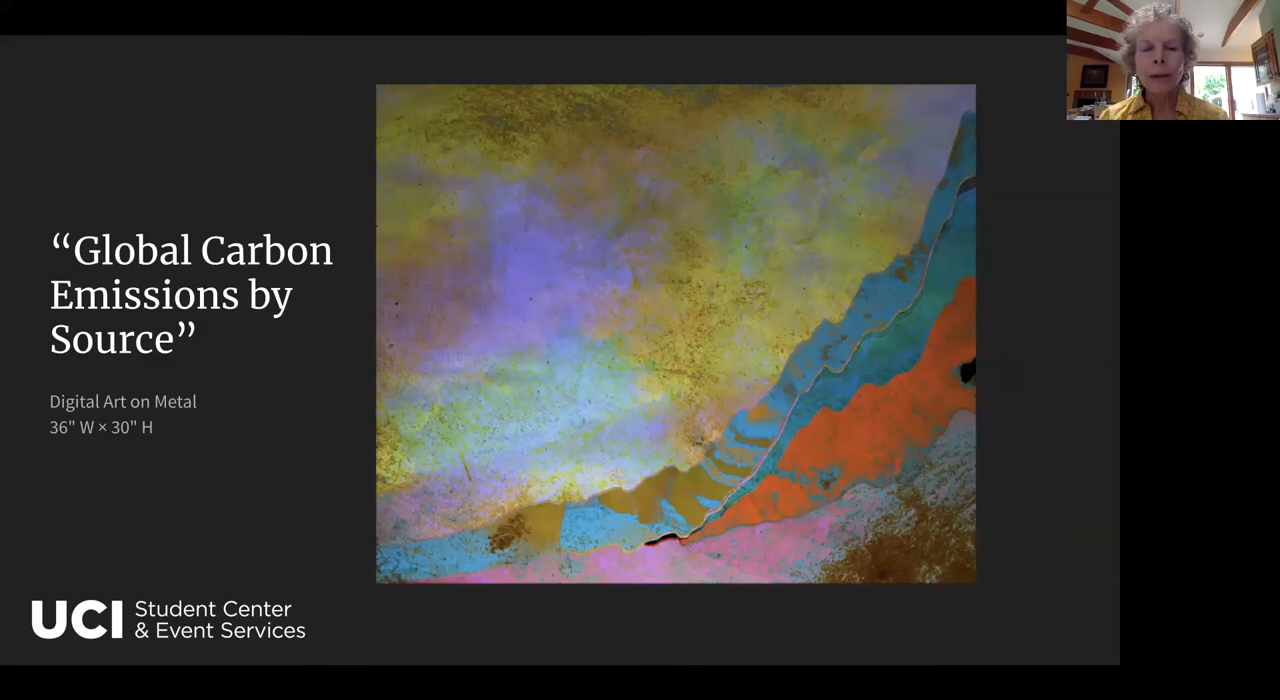 “Global Carbon
Emissions by
Source”
Digital Art on Metal
36" W × 30" H
UCI Student Center
& Event Services